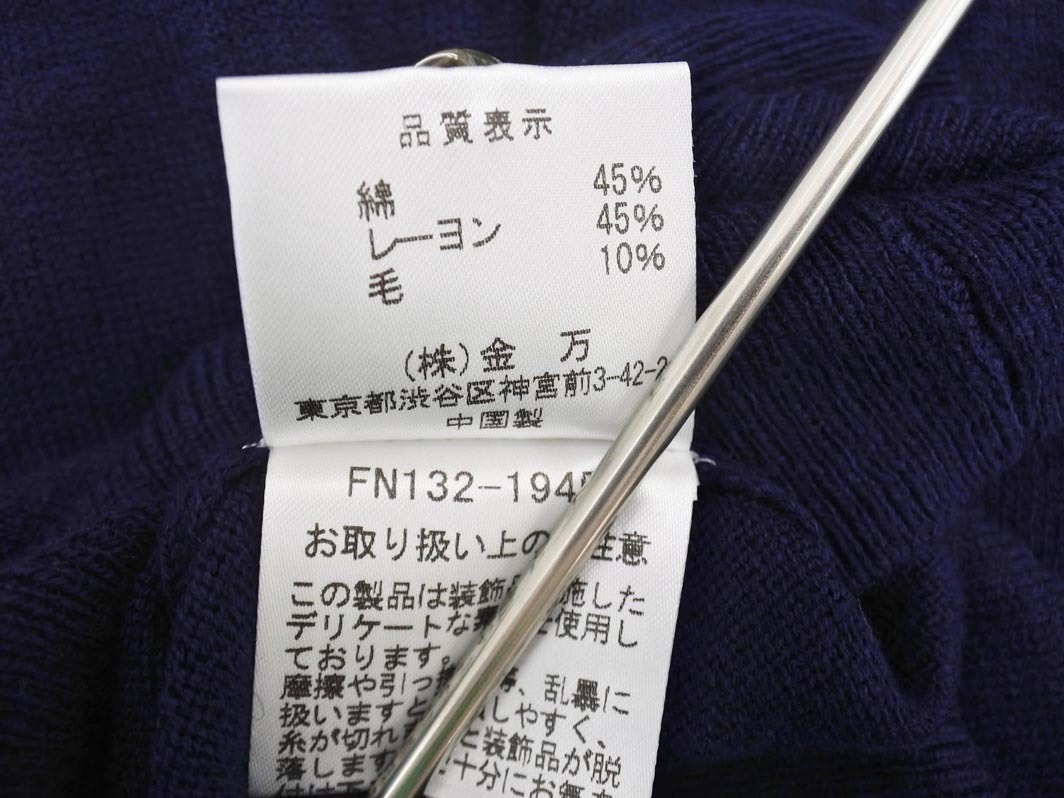 品質表示
綿 45%
レーヨン 45%
毛 10%
(株)金 万
東京都渋谷区神宮前3-42-2
中国製
FN132-194
お取り扱い上の 注意
この製品は装飾品 施した
デリケートな 使用し
ております。
摩擦や引っ 等、乱暴に
扱いますと しやすく、
糸が切れ と装飾品が脱
落します 十分にお気を